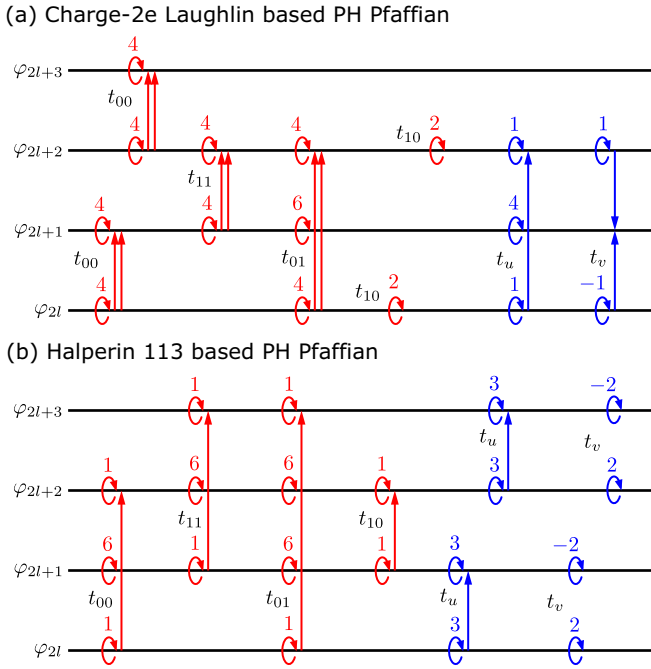 (a) Charge-2e Laughlin based PH Pfaffian
4
φ2l+3
t00
4 4 4 t10 2 1 1
φ2l+2
t11
4 4 6 4
φ2l+1
t00 t01 tu tv
4 4 t10 2 1 −1
φ2l
(b) Halperin 113 based PH Pfaffian
1 1 3 −2
φ2l+3
tu tv
1 6 6 1 3 2
φ2l+2
t11 t10
6 1 6 1 3 −2
φ2l+1
t00 t01 tu tv
1 1 3 2
φ2l